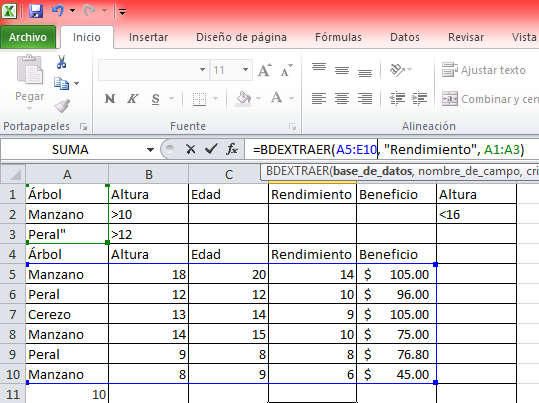 Archivo Inicio Insertar Diseño de página Fórmulas Datos Revisar Vista
Pegar 11 A A Ajustar texto
N K S A Combinar y cen
Portapapeles Fuente Alineación
SUMA fx =BDEXTRAER(A5:E10, "Rendimiento", A1:A3)
BDEXTRAER(base_de_datos, nombre_de_campo, cri
A B C D E F
1 Árbol Altura Edad Rendimiento Beneficio Altura
2 Manzano >10 <16
3 Peral" >12
4 Árbol Altura Edad Rendimiento Beneficio
5 Manzano 18 20 14 $ 105.00
6 Peral 12 12 10 $ 96.00
7 Cerezo 13 14 9 $ 105.00
8 Manzano 14 15 10 $ 75.00
9 Peral 9 8 8 $ 76.80
10 Manzano 8 9 6 $ 45.00
11 10